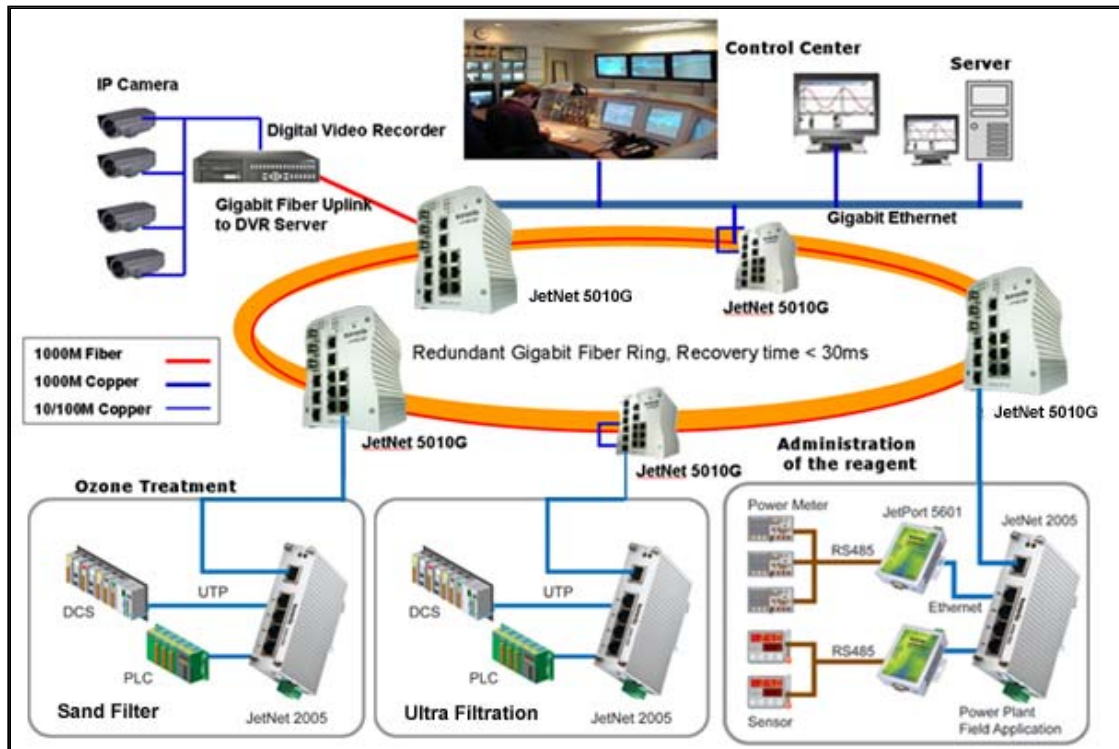 IP Camera
Digital Video Recorder
Gigabit Fiber Uplink
to DVR Server
Control Center
Server
Gigabit Ethernet
JetNet 5010G
JetNet 5010G
JetNet 5010G
Redundant Gigabit Fiber Ring, Recovery time < 30ms
1000M Fiber
1000M Copper
10/100M Copper
JetNet 5010G
JetNet 5010G
Ozone Treatment
DCS
UTP
PLC
JetNet 2005
Sand Filter
DCS
UTP
PLC
JetNet 2005
Ultra Filtration
Administration
of the reagent
Power Meter
RS485
JetPort 5601
JetNet 2005
Ethernet
RS485
Sensor
Power Plant
Field Application